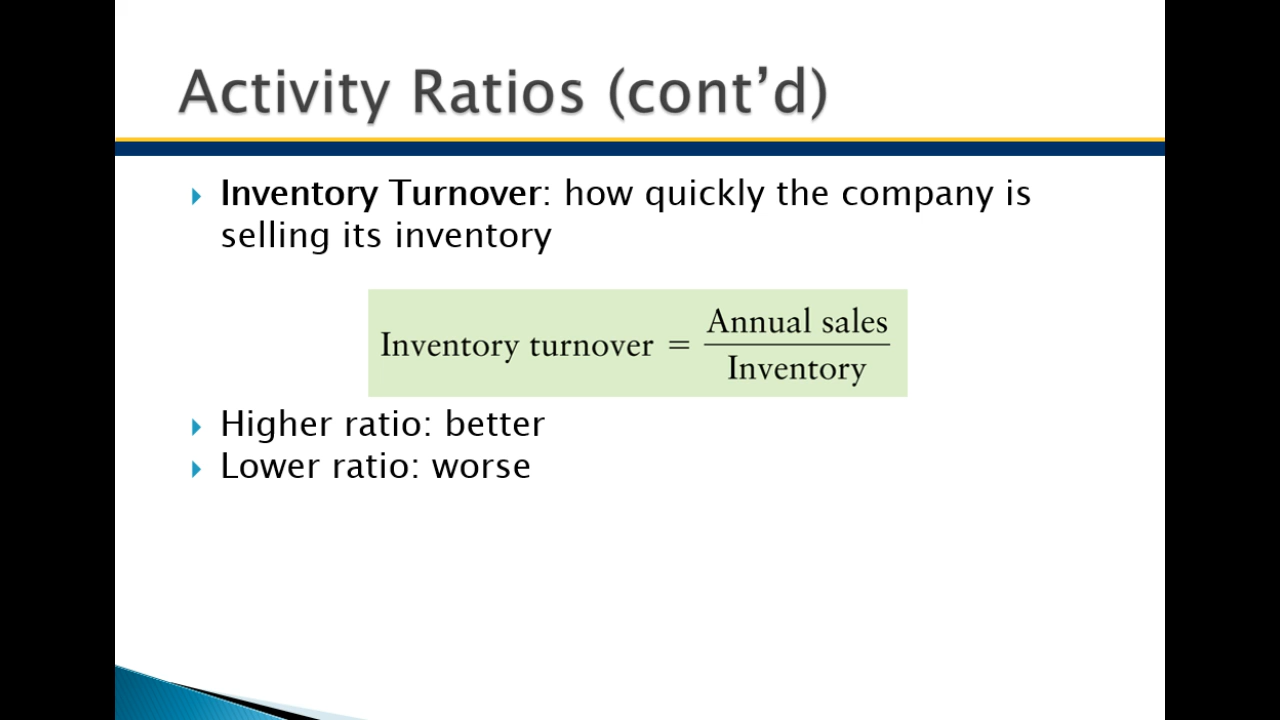 Activity Ratios (cont’d)
Inventory Turnover: how quickly the company is
selling its inventory
Inventory turnover = Annual sales / Inventory
Higher ratio: better
Lower ratio: worse